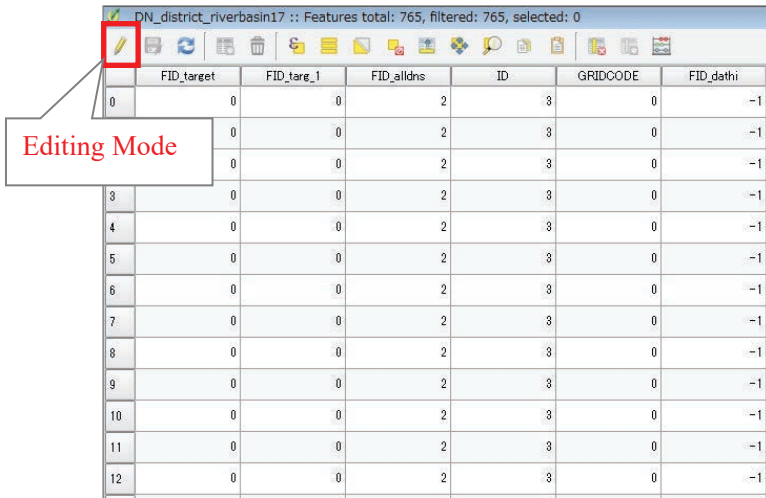 DN_district_riverbasin17 :: Features total: 765, filtered: 765, selected: 0
FID_target FID_targ_1 FID_alldns ID GRIDCODE FID_dathi
0 0 0 2 3 0 -1
Editing Mode
0 0 2 3 0 -1
0 0 2 3 0 -1
3 0 0 2 3 0 -1
4 0 0 2 3 0 -1
5 0 0 2 3 0 -1
6 0 0 2 3 0 -1
7 0 0 2 3 0 -1
8 0 0 2 3 0 -1
9 0 0 2 3 0 -1
10 0 0 2 3 0 -1
11 0 0 2 3 0 -1
12 0 0 2 3 0 -1